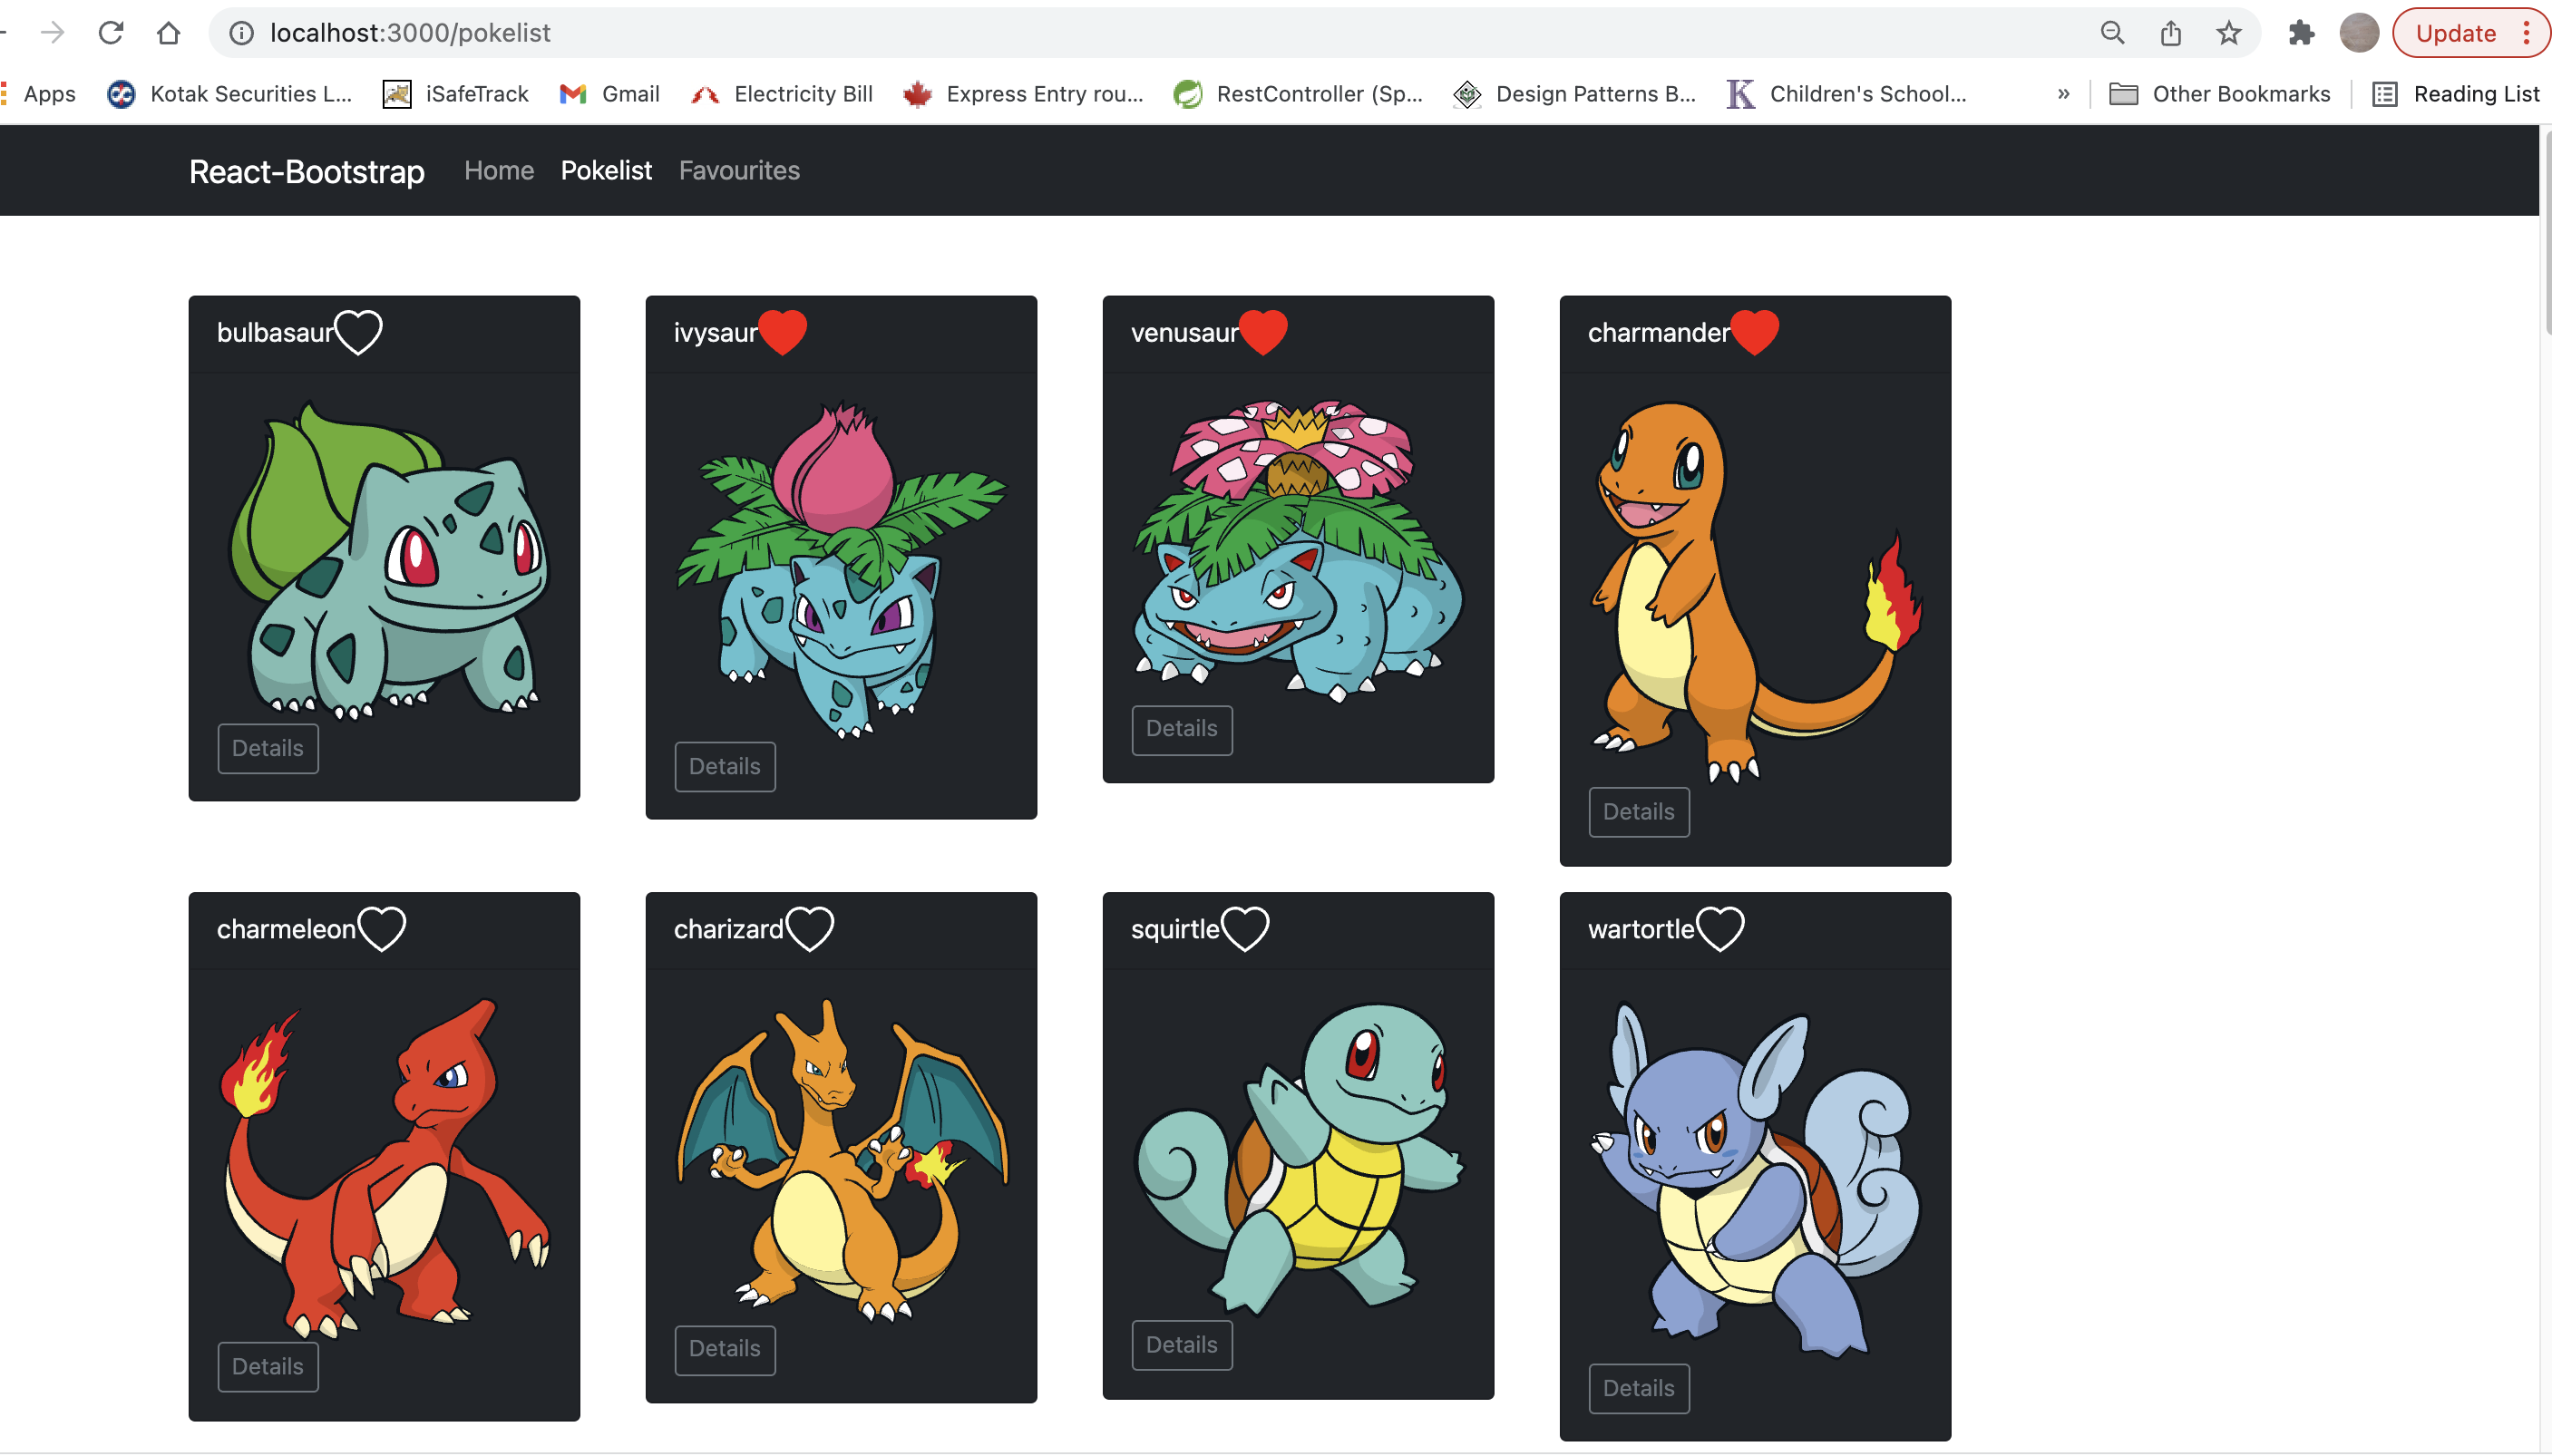 localhost:3000/pokelist
Update
Apps Kotak Securities L... iSafeTrack Gmail Electricity Bill Express Entry rou... RestController (Sp... Design Patterns B... K Children's School... » Other Bookmarks Reading List
React-Bootstrap Home Pokelist Favourites
bulbasaur ivysaur venusaur charmander
Details Details Details Details
charmeleon charizard squirtle wartortle
Details Details Details Details